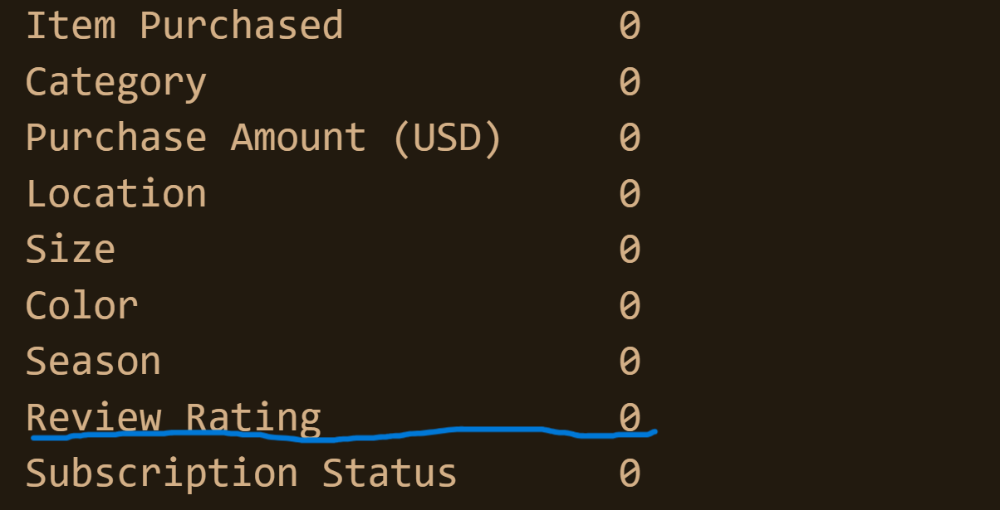 Item Purchased 0
Category 0
Purchase Amount (USD) 0
Location 0
Size 0
Color 0
Season 0
Review Rating 0
Subscription Status 0